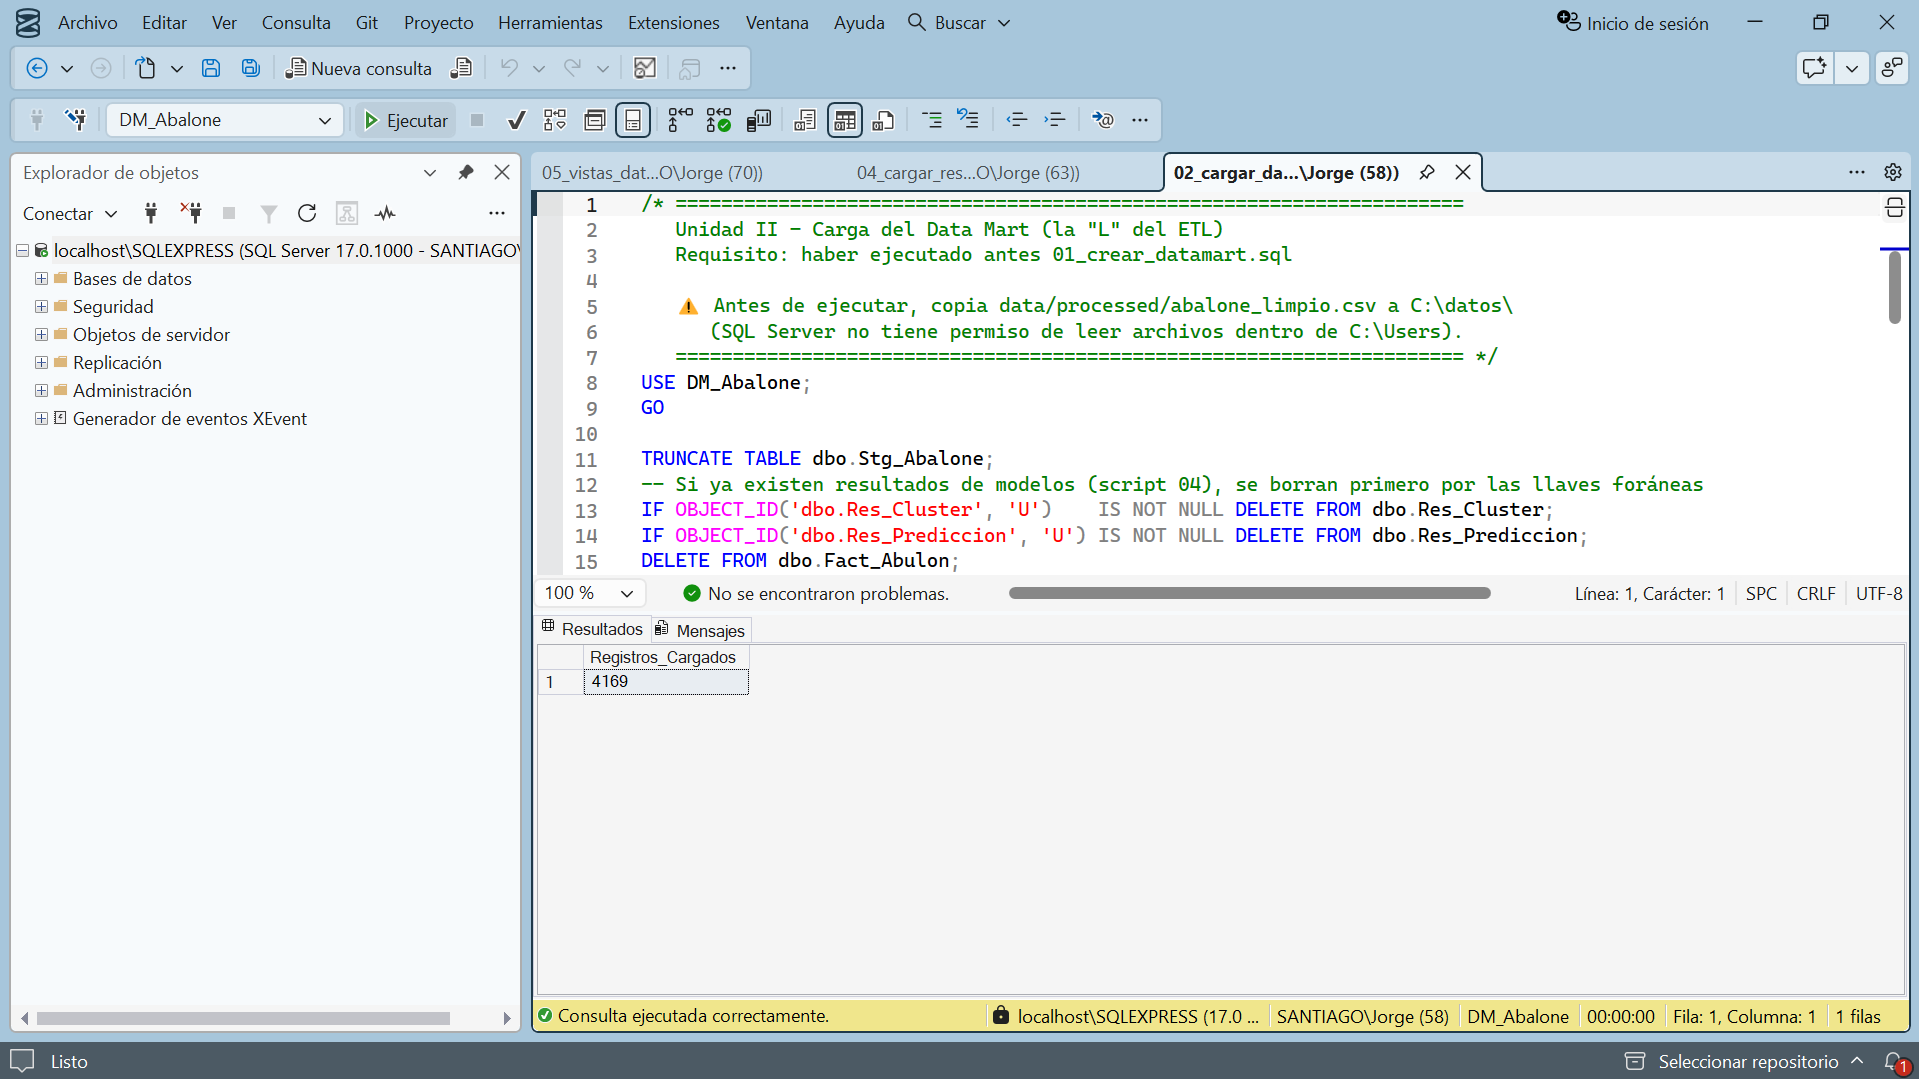 Archivo Editar Ver Consulta Git Proyecto Herramientas Extensiones Ventana Ayuda Buscar Inicio de sesión
Nueva consulta
DM_Abalone Ejecutar
Explorador de objetos
Conectar
localhost\SQLEXPRESS (SQL Server 17.0.1000 - SANTIAGO\
Bases de datos
Seguridad
Objetos de servidor
Replicación
Administración
Generador de eventos XEvent
05_vistas_dat...O\Jorge (70)) 04_cargar_res...O\Jorge (63)) 02_cargar_da...\Jorge (58))
1 /* =====================================================================
2 Unidad II - Carga del Data Mart (la "L" del ETL)
3 Requisito: haber ejecutado antes 01_crear_datamart.sql
4
5 ⚠ Antes de ejecutar, copia data/processed/abalone_limpio.csv a C:\datos\
6 (SQL Server no tiene permiso de leer archivos dentro de C:\Users).
7 ===================================================================== */
8 USE DM_Abalone;
9 GO
10
11 TRUNCATE TABLE dbo.Stg_Abalone;
12 -- Si ya existen resultados de modelos (script 04), se borran primero por las llaves foráneas
13 IF OBJECT_ID('dbo.Res_Cluster', 'U') IS NOT NULL DELETE FROM dbo.Res_Cluster;
14 IF OBJECT_ID('dbo.Res_Prediccion', 'U') IS NOT NULL DELETE FROM dbo.Res_Prediccion;
15 DELETE FROM dbo.Fact_Abulon;
100 % No se encontraron problemas. Línea: 1, Carácter: 1 SPC CRLF UTF-8
Resultados Mensajes
Registros_Cargados
1 4169
Consulta ejecutada correctamente. localhost\SQLEXPRESS (17.0 ... SANTIAGO\Jorge (58) DM_Abalone 00:00:00 Fila: 1, Columna: 1 1 filas
Listo Seleccionar repositorio 1